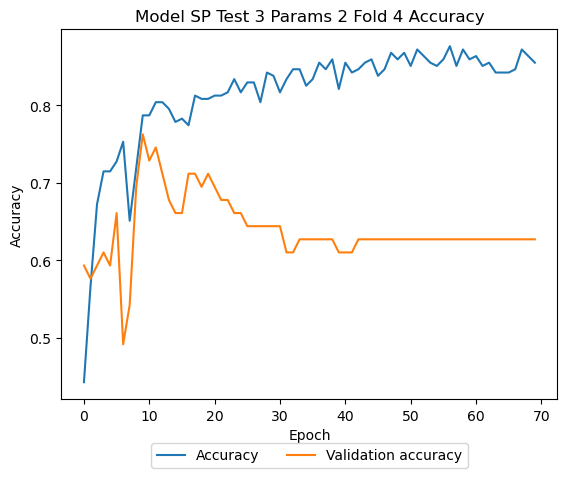 Model SP Test 3 Params 2 Fold 4 Accuracy
Accuracy
0.8
0.7
0.6
0.5
0 10 20 30 40 50 60 70
Epoch
Accuracy Validation accuracy